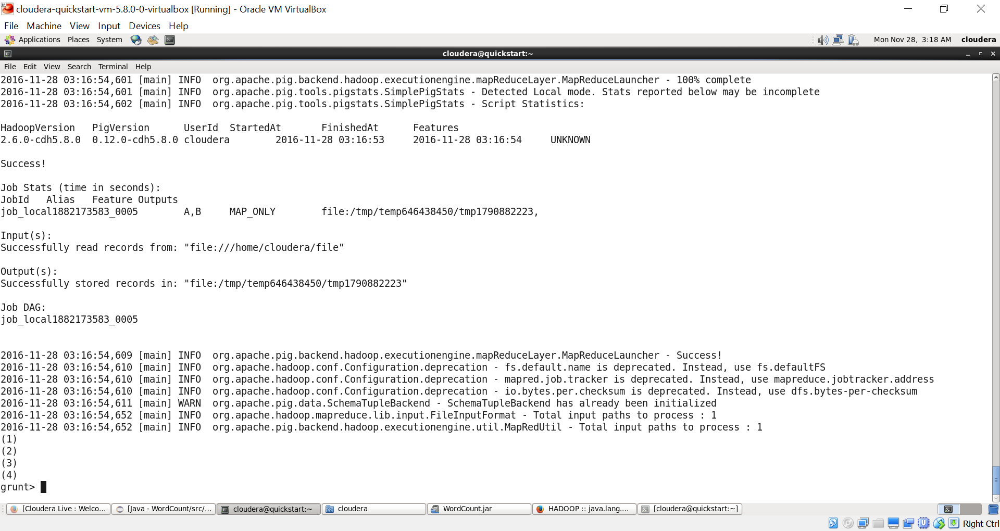 cloudera-quickstart-vm-5.8.0-0-virtualbox [Running] - Oracle VM VirtualBox
File Machine View Input Devices Help
Applications Places System Mon Nov 28, 3:18 AM cloudera
cloudera@quickstart:~
File Edit View Search Terminal Help
2016-11-28 03:16:54,601 [main] INFO  org.apache.pig.backend.hadoop.executionengine.mapReduceLayer.MapReduceLauncher - 100% complete
2016-11-28 03:16:54,601 [main] INFO  org.apache.pig.tools.pigstats.SimplePigStats - Detected Local mode. Stats reported below may be incomplete
2016-11-28 03:16:54,602 [main] INFO  org.apache.pig.tools.pigstats.SimplePigStats - Script Statistics:
HadoopVersion   PigVersion      UserId  StartedAt       FinishedAt      Features
2.6.0-cdh5.8.0  0.12.0-cdh5.8.0 cloudera        2016-11-28 03:16:53     2016-11-28 03:16:54     UNKNOWN
Success!
Job Stats (time in seconds):
JobId   Alias   Feature Outputs
job_local1882173583_0005        A,B     MAP_ONLY        file:/tmp/temp646438450/tmp1790882223,
Input(s):
Successfully read records from: "file:///home/cloudera/file"
Output(s):
Successfully stored records in: "file:/tmp/temp646438450/tmp1790882223"
Job DAG:
job_local1882173583_0005
2016-11-28 03:16:54,609 [main] INFO  org.apache.pig.backend.hadoop.executionengine.mapReduceLayer.MapReduceLauncher - Success!
2016-11-28 03:16:54,610 [main] INFO  org.apache.hadoop.conf.Configuration.deprecation - fs.default.name is deprecated. Instead, use fs.defaultFS
2016-11-28 03:16:54,610 [main] INFO  org.apache.hadoop.conf.Configuration.deprecation - mapred.job.tracker is deprecated. Instead, use mapreduce.jobtracker.address
2016-11-28 03:16:54,610 [main] INFO  org.apache.hadoop.conf.Configuration.deprecation - io.bytes.per.checksum is deprecated. Instead, use dfs.bytes-per-checksum
2016-11-28 03:16:54,611 [main] WARN  org.apache.pig.data.SchemaTupleBackend - SchemaTupleBackend has already been initialized
2016-11-28 03:16:54,652 [main] INFO  org.apache.hadoop.mapreduce.lib.input.FileInputFormat - Total input paths to process : 1
2016-11-28 03:16:54,652 [main] INFO  org.apache.pig.backend.hadoop.executionengine.util.MapRedUtil - Total input paths to process : 1
(1)
(2)
(3)
(4)
grunt>
[Cloudera Live : Welco... [Java - WordCount/src/... cloudera@quickstart:~ cloudera WordCount.jar HADOOP :: java.lang.... [cloudera@quickstart:~]
Right Ctrl